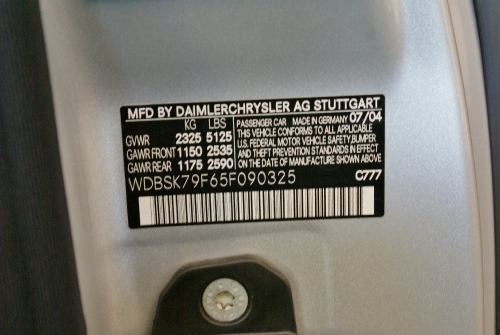 MFD BY DAIMLERCHRYSLER AG STUTTGART
KG LBS
GVWR 2325 5125
GAWR FRONT 1150 2535
GAWR REAR 1175 2590
PASSENGER CAR MADE IN GERMANY 07/04
THIS VEHICLE CONFORMS TO ALL APPLICABLE
U.S. FEDERAL MOTOR VEHICLE SAFETY,BUMPER
AND THEFT PREVENTION STANDARDS IN EFFECT
ON THE DATE OF MANUFACTURE SHOWN ABOVE.
WDBSK79F65F090325 C777